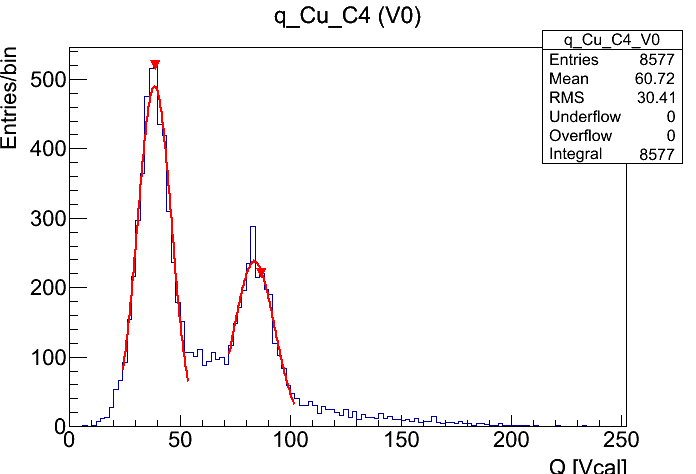 q_Cu_C4 (V0)
q_Cu_C4_V0
Entries 8577
Mean 60.72
RMS 30.41
Underflow 0
Overflow 0
Integral 8577
Entries/bin
500
400
300
200
100
0
0 50 100 150 200 250
Q [Vcal]